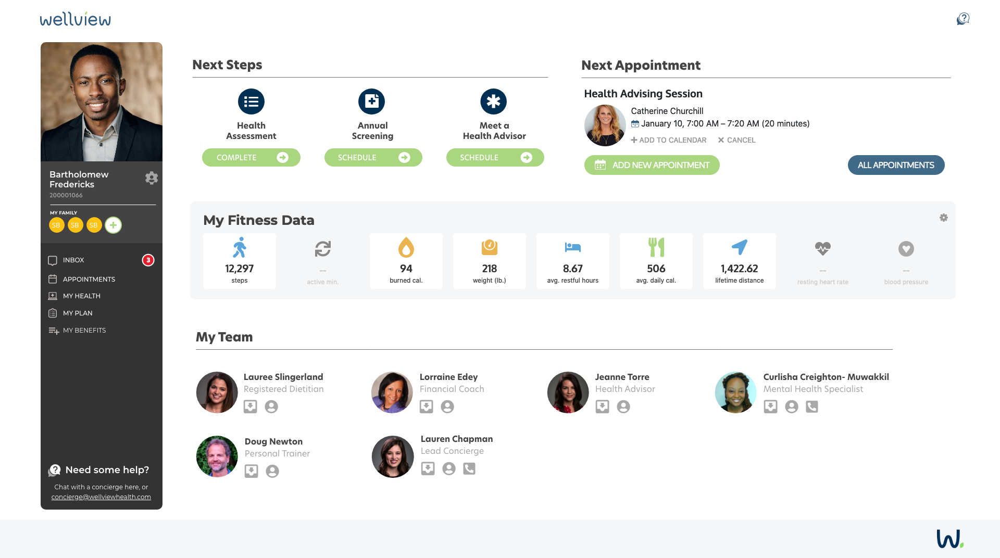 wellview
Bartholomew
Fredericks
200001066
MY FAMILY
SB SB SB
INBOX 3
APPOINTMENTS
MY HEALTH
MY PLAN
MY BENEFITS
Need some help?
Chat with a concierge here, or
concierge@wellviewhealth.com
Next Steps
Health
Assessment
COMPLETE
Annual
Screening
SCHEDULE
Meet a
Health Advisor
SCHEDULE
Next Appointment
Health Advising Session
Catherine Churchill
January 10, 7:00 AM – 7:20 AM (20 minutes)
ADD TO CALENDAR CANCEL
ADD NEW APPOINTMENT
ALL APPOINTMENTS
My Fitness Data
12,297
steps
--
active min.
94
burned cal.
218
weight (lb.)
8.67
avg. restful hours
506
avg. daily cal.
1,422.62
lifetime distance
--
resting heart rate
--
blood pressure
My Team
Lauree Slingerland
Registered Dietitian
Lorraine Edey
Financial Coach
Jeanne Torre
Health Advisor
Curlisha Creighton- Muwakkil
Mental Health Specialist
Doug Newton
Personal Trainer
Lauren Chapman
Lead Concierge
W.